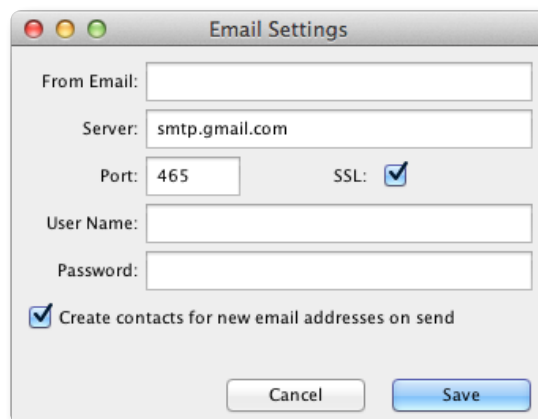 Email Settings
From Email:
Server: smtp.gmail.com
Port: 465 SSL:
User Name:
Password:
Create contacts for new email addresses on send
Cancel Save